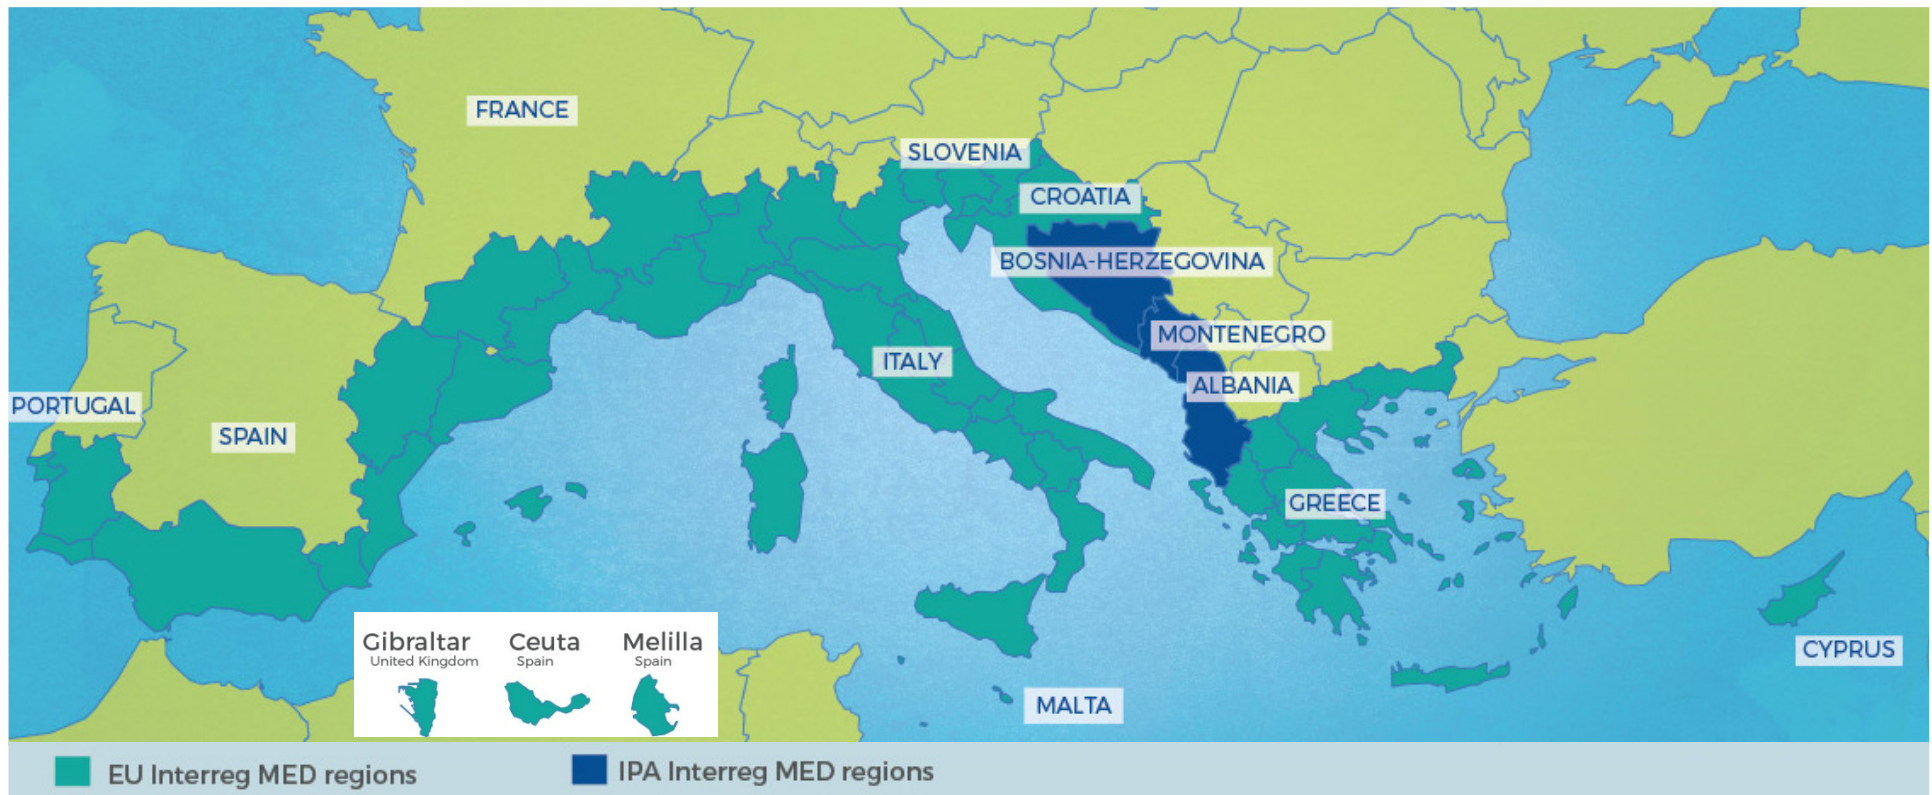 FRANCE
SLOVENIA
CROATIA
BOSNIA-HERZEGOVINA
MONTENEGRO
ITALY
ALBANIA
PORTUGAL
SPAIN
GREECE
Gibraltar
United Kingdom
Ceuta
Spain
Melilla
Spain
CYPRUS
MALTA
EU Interreg MED regions
IPA Interreg MED regions